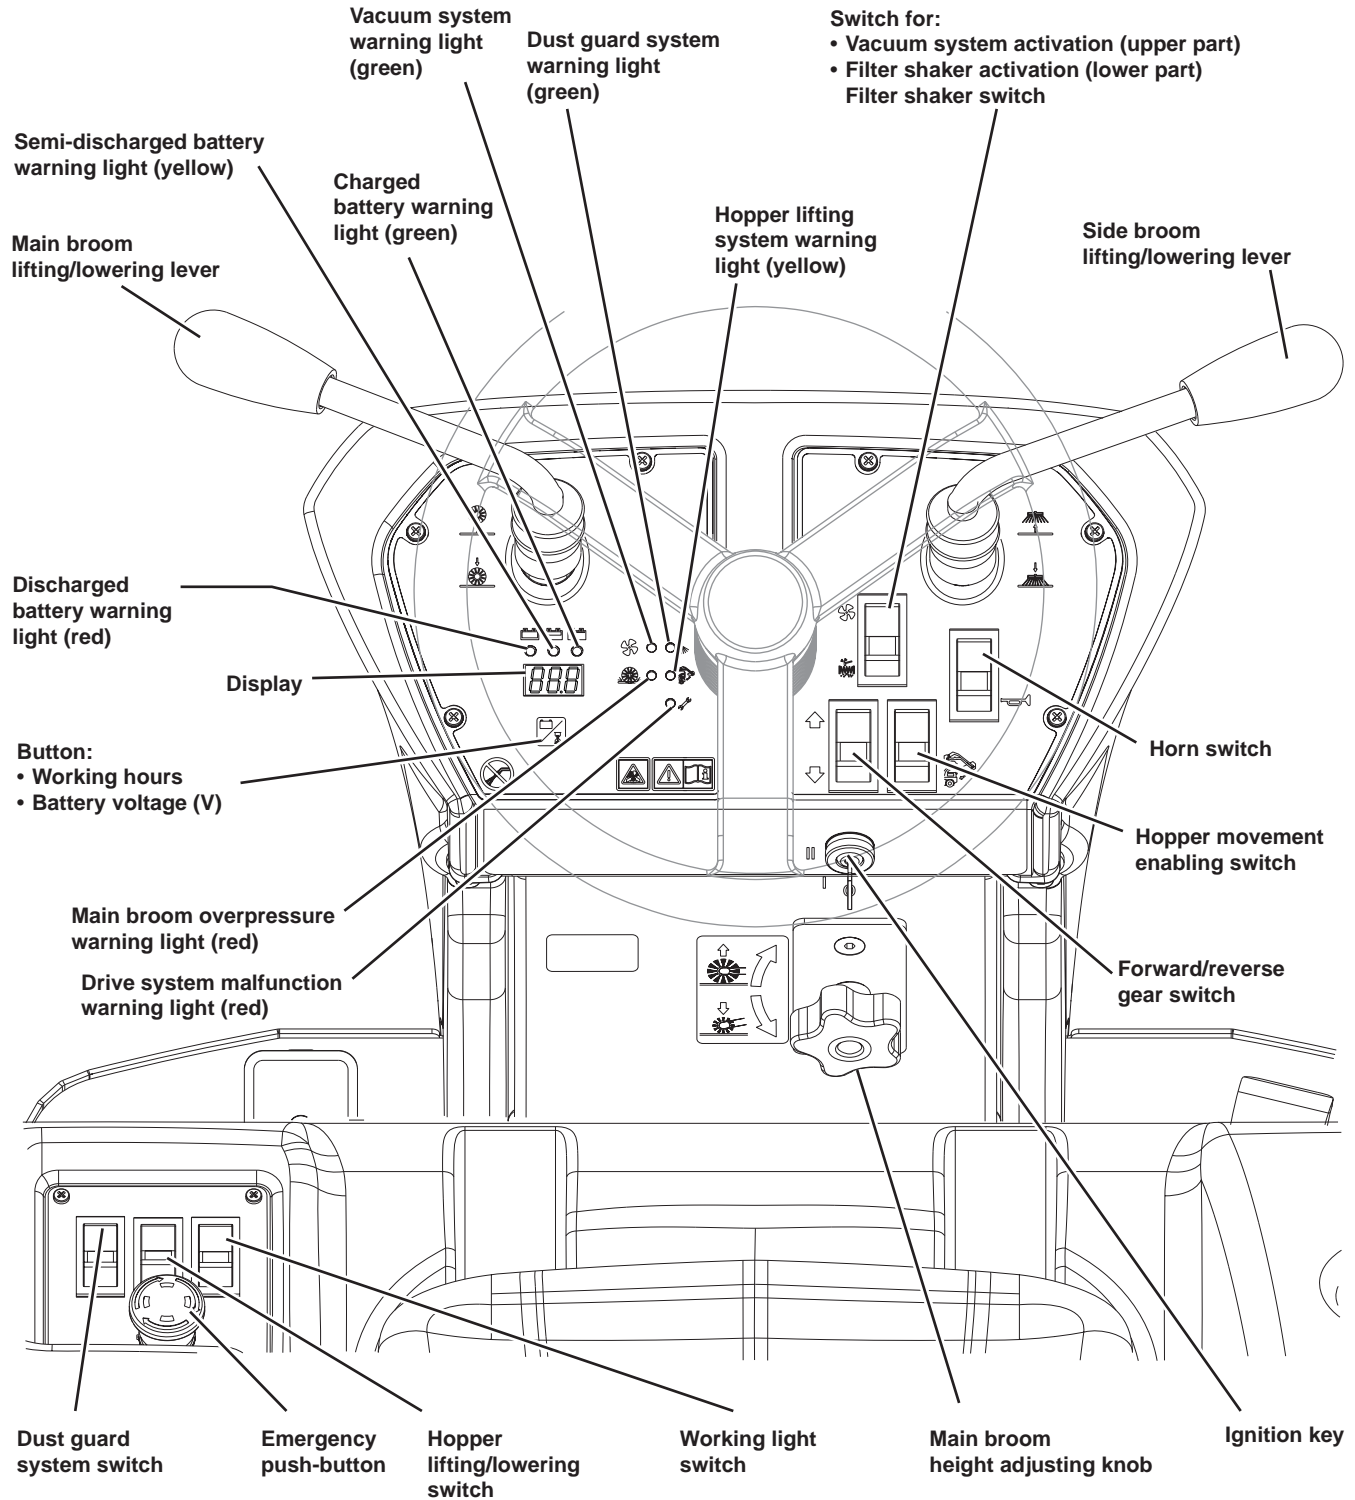 Vacuum system
warning light
(green)
Dust guard system
warning light
(green)
Switch for:
• Vacuum system activation (upper part)
• Filter shaker activation (lower part)
Filter shaker switch
Semi-discharged battery
warning light (yellow)
Charged
battery warning
light (green)
Hopper lifting
system warning
light (yellow)
Main broom
lifting/lowering lever
Side broom
lifting/lowering lever
Discharged
battery warning
light (red)
Display
888
Button:
• Working hours
• Battery voltage (V)
Horn switch
Hopper movement
enabling switch
Main broom overpressure
warning light (red)
Drive system malfunction
warning light (red)
Forward/reverse
gear switch
II
I
0
Dust guard
system switch
Emergency
push-button
Hopper
lifting/lowering
switch
Working light
switch
Main broom
height adjusting knob
Ignition key